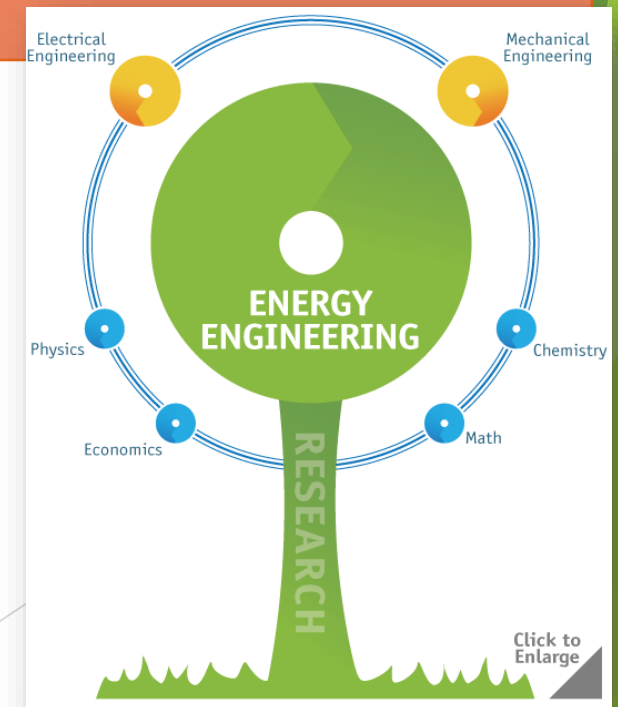 Electrical
Engineering
Mechanical
Engineering
ENERGY
ENGINEERING
Physics
Chemistry
Economics
Math
RESEARCH
Click to
Enlarge